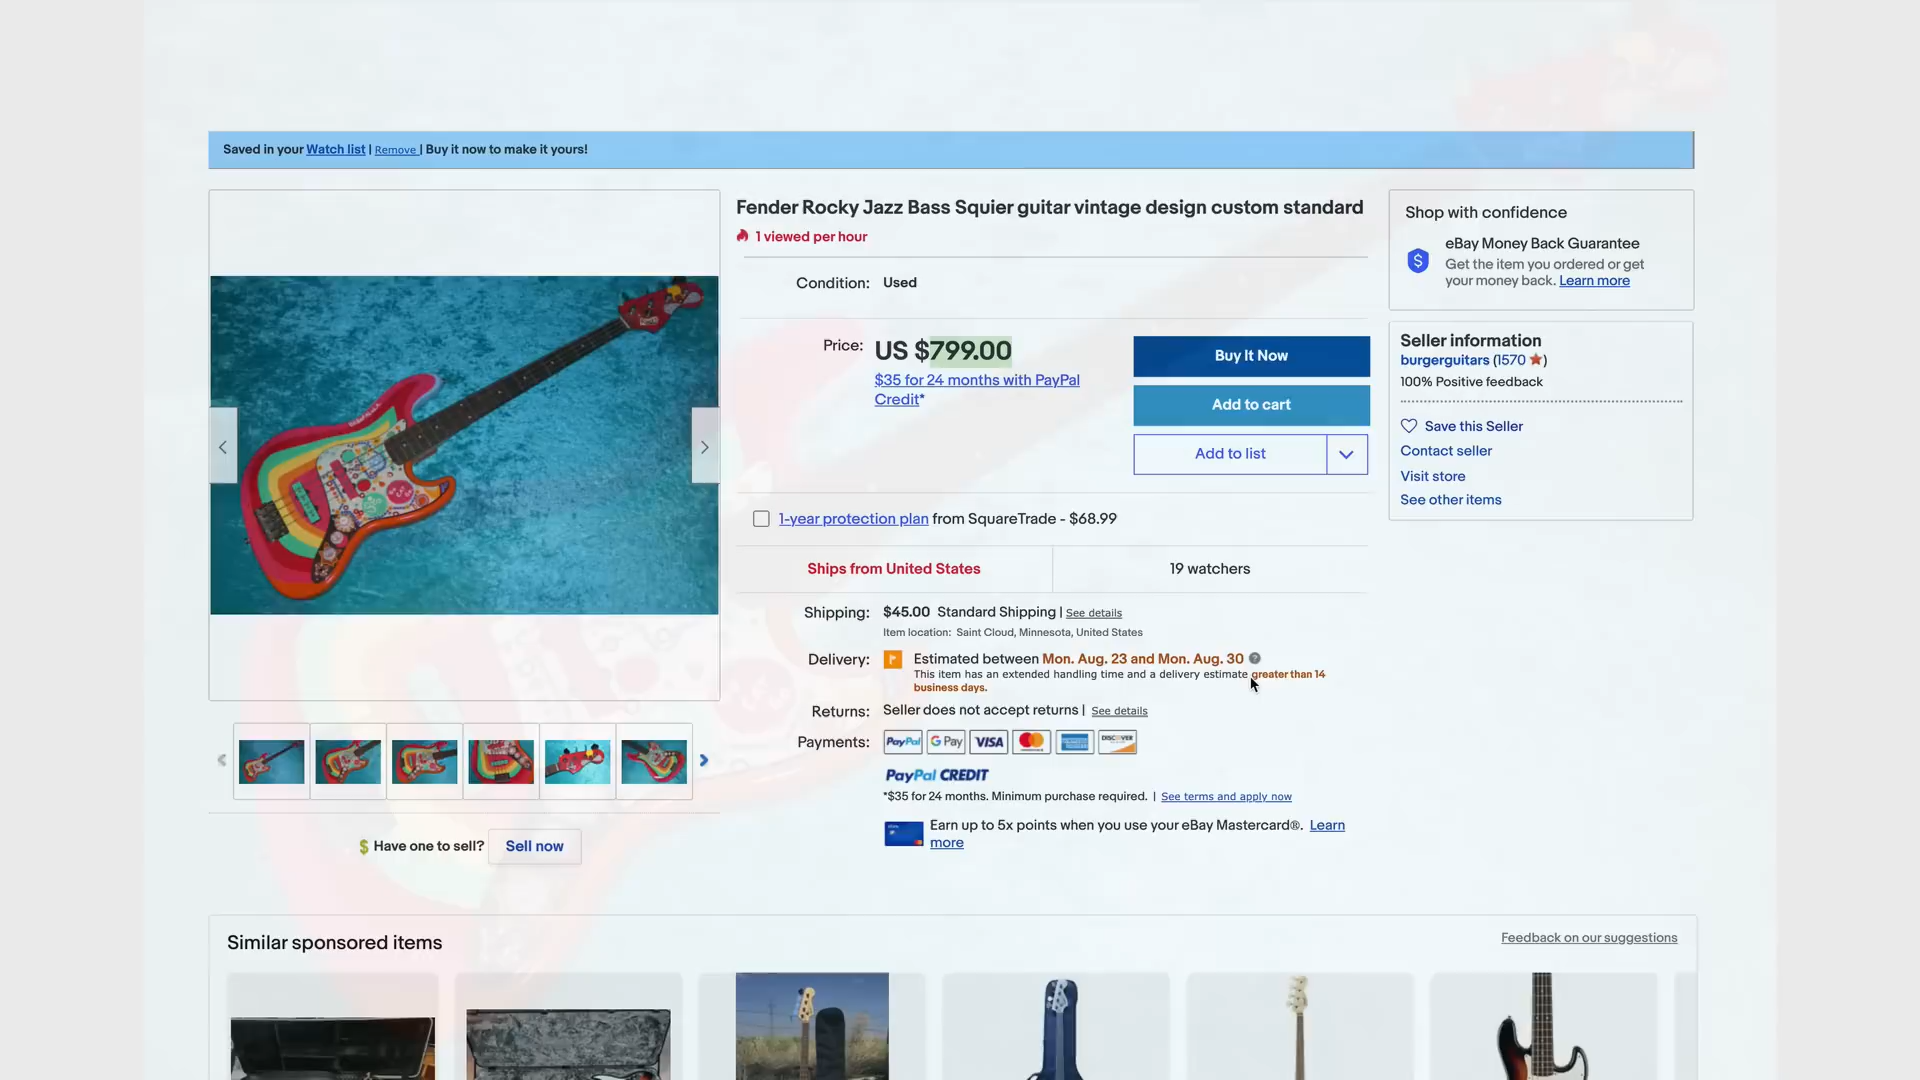 Saved in your Watch list | Remove | Buy it now to make it yours!
Fender Rocky Jazz Bass Squier guitar vintage design custom standard
1 viewed per hour
Condition: Used
Price: US $799.00
$35 for 24 months with PayPal
Credit*
Buy It Now
Add to cart
Add to list
1-year protection plan from SquareTrade - $68.99
Ships from United States
19 watchers
Shipping: $45.00 Standard Shipping | See details
Item location: Saint Cloud, Minnesota, United States
Delivery: Estimated between Mon. Aug. 23 and Mon. Aug. 30
This item has an extended handling time and a delivery estimate greater than 14
business days.
Returns: Seller does not accept returns | See details
Payments: PayPal G Pay VISA DISCOVER
PayPal CREDIT
*$35 for 24 months. Minimum purchase required. | See terms and apply now
Earn up to 5x points when you use your eBay Mastercard®. Learn
more
Shop with confidence
eBay Money Back Guarantee
Get the item you ordered or get
your money back. Learn more
Seller information
burgerguitars (1570)
100% Positive feedback
Save this Seller
Contact seller
Visit store
See other items
Have one to sell? Sell now
Similar sponsored items
Feedback on our suggestions